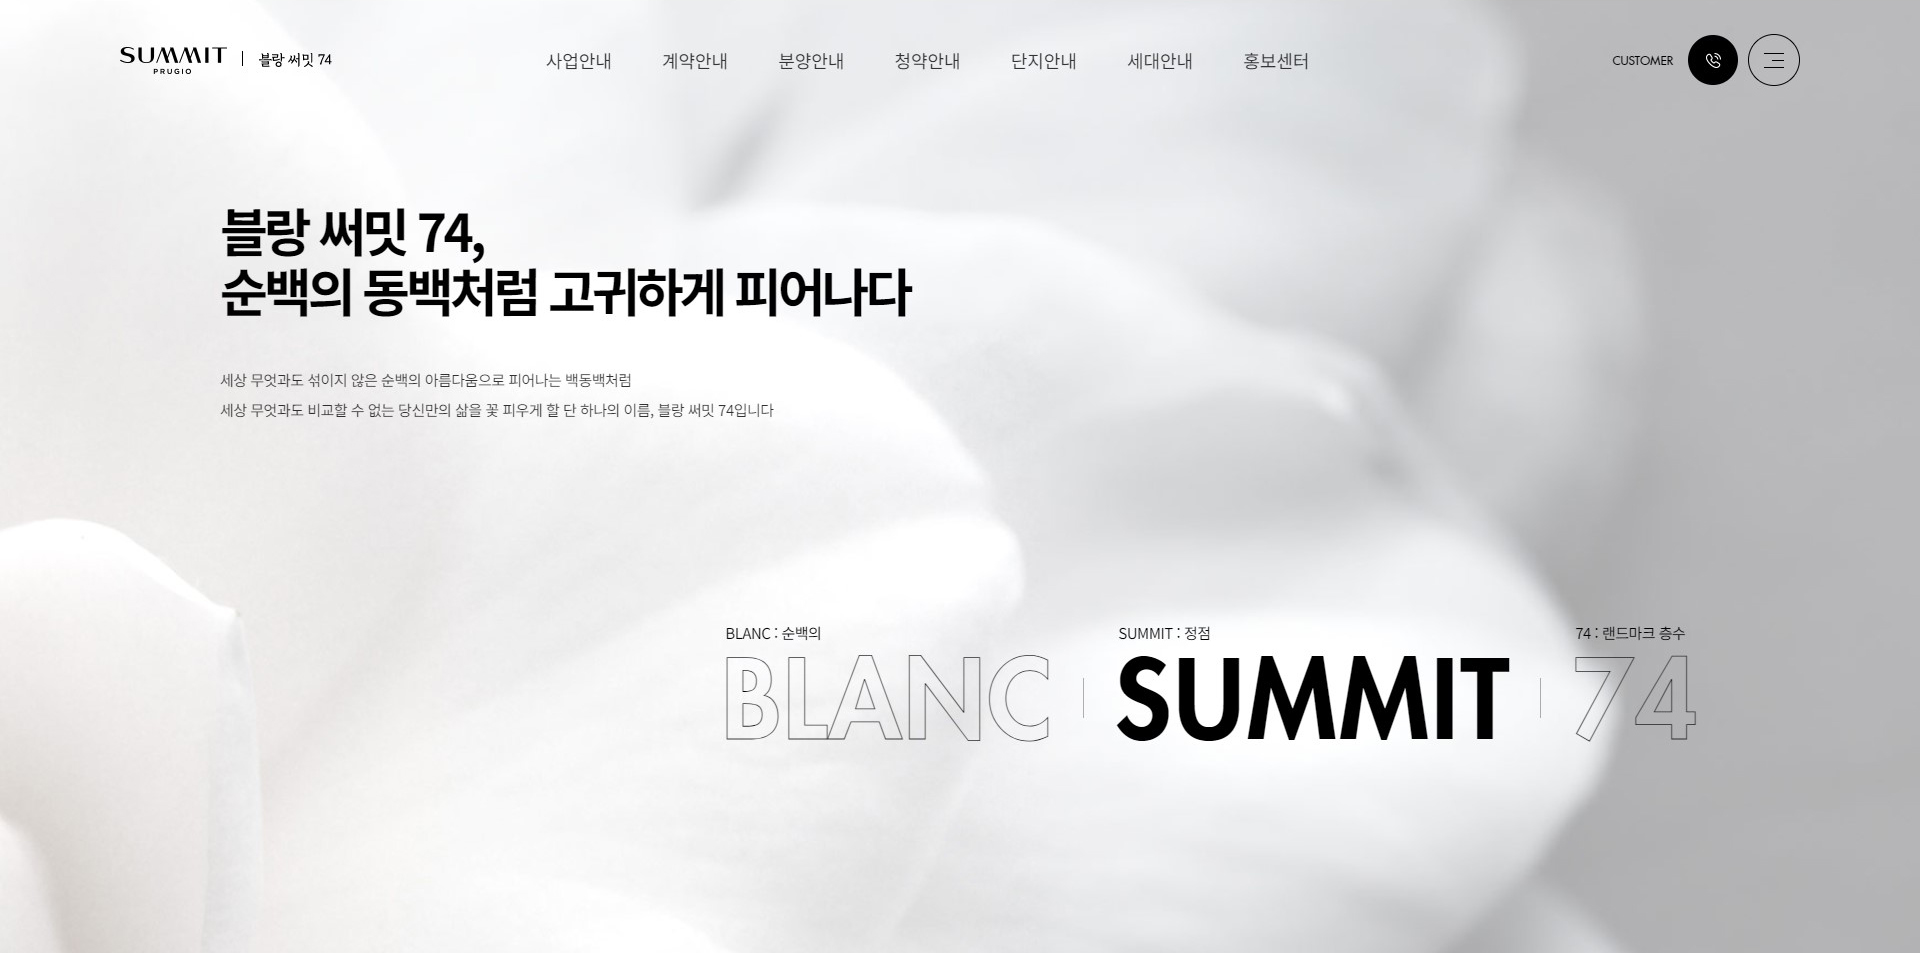 SUMMIT
PRUGIO
블랑 써밋 74
사업안내 계약안내 분양안내 청약안내 단지안내 세대안내 홍보센터
CUSTOMER
블랑 써밋 74,
순백의 동백처럼 고귀하게 피어나다
세상 무엇과도 섞이지 않은 순백의 아름다움으로 피어나는 백동백처럼
세상 무엇과도 비교할 수 없는 당신만의 삶을 꽃 피우게 할 단 하나의 이름, 블랑 써밋 74입니다
BLANC : 순백의
BLANC
SUMMIT : 정점
SUMMIT
74 : 랜드마크 층수
74